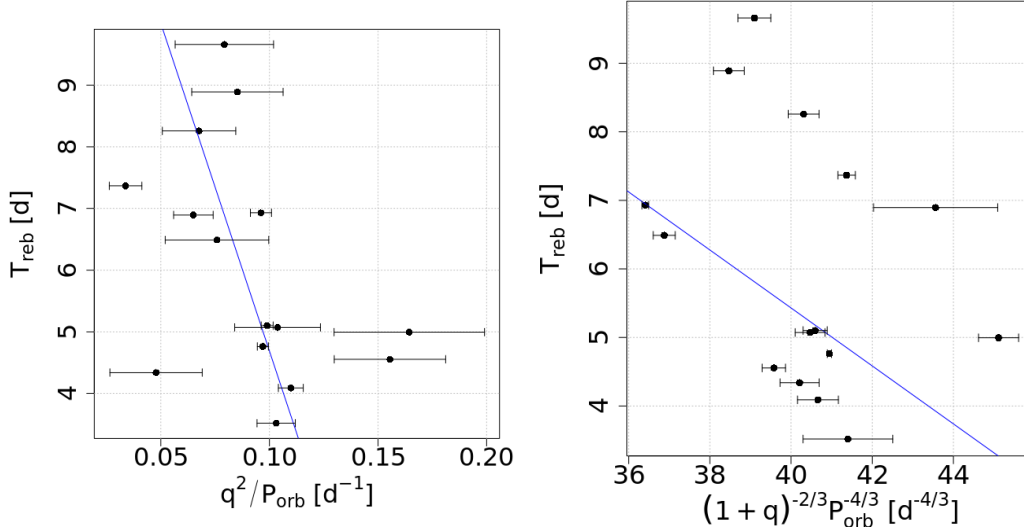 T_reb [d]
9
8
7
6
5
4
0.05 0.10 0.15 0.20
q²/P_orb [d⁻¹]
T_reb [d]
9
8
7
6
5
4
36 38 40 42 44
(1 + q)^-2/3 P_orb^-4/3 [d^-4/3]